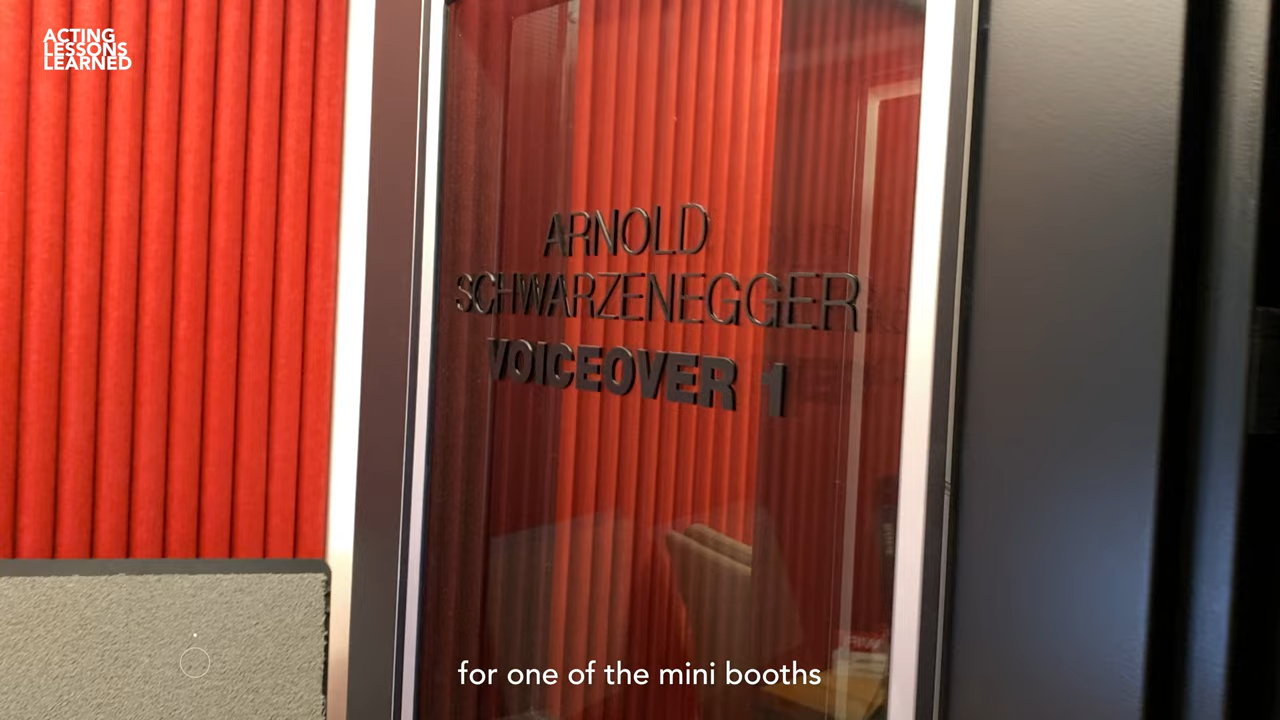 ACTING
LESSONS
LEARNED
ARNOLD
SCHWARZENEGGER
VOICEOVER 1
for one of the mini booths